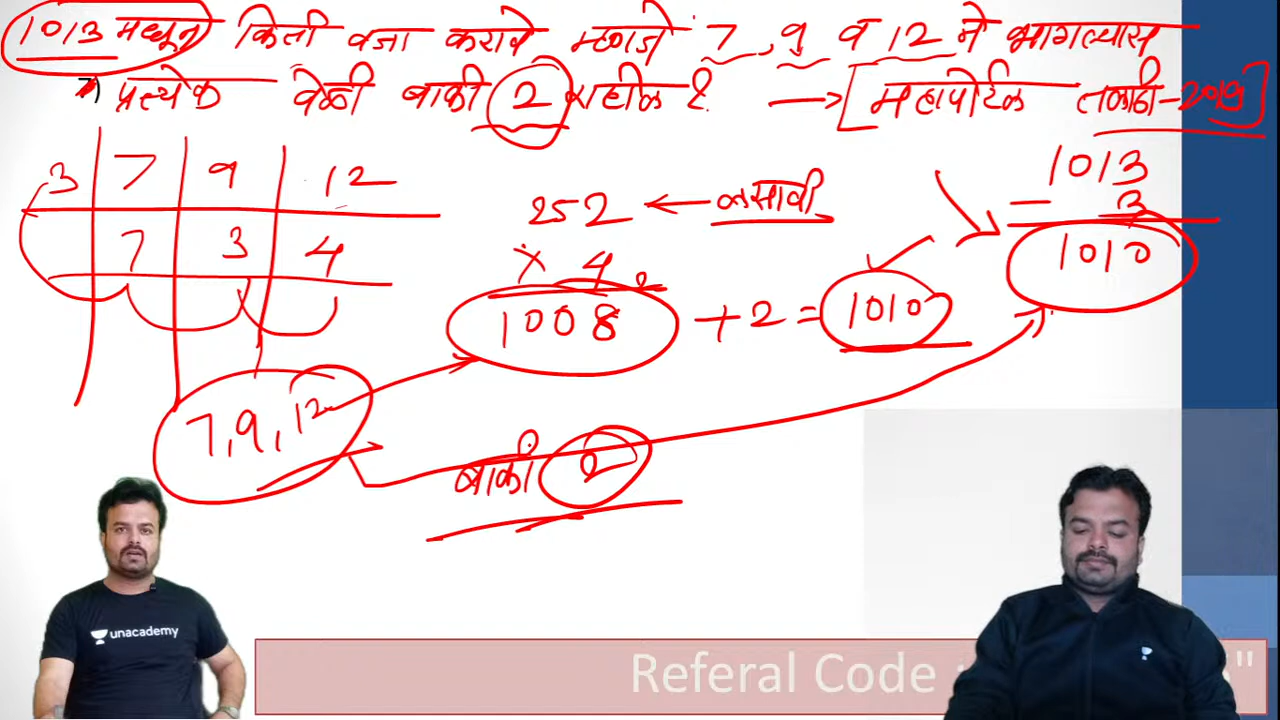 1013 मधून किती वजा करावे म्हणजे 7, 9 व 12 ने भागल्यास
प्रत्येक वेळी बाकी 2 राहील ? → [महापोर्टल तलाठी - 2019]
3 7 9 12
7 3 4
252 ← लसावी
× 4
1008 + 2 = 1010
1013
- 3
1010
7, 9, 12
बाकी 2
unacademy
Referal Code
"